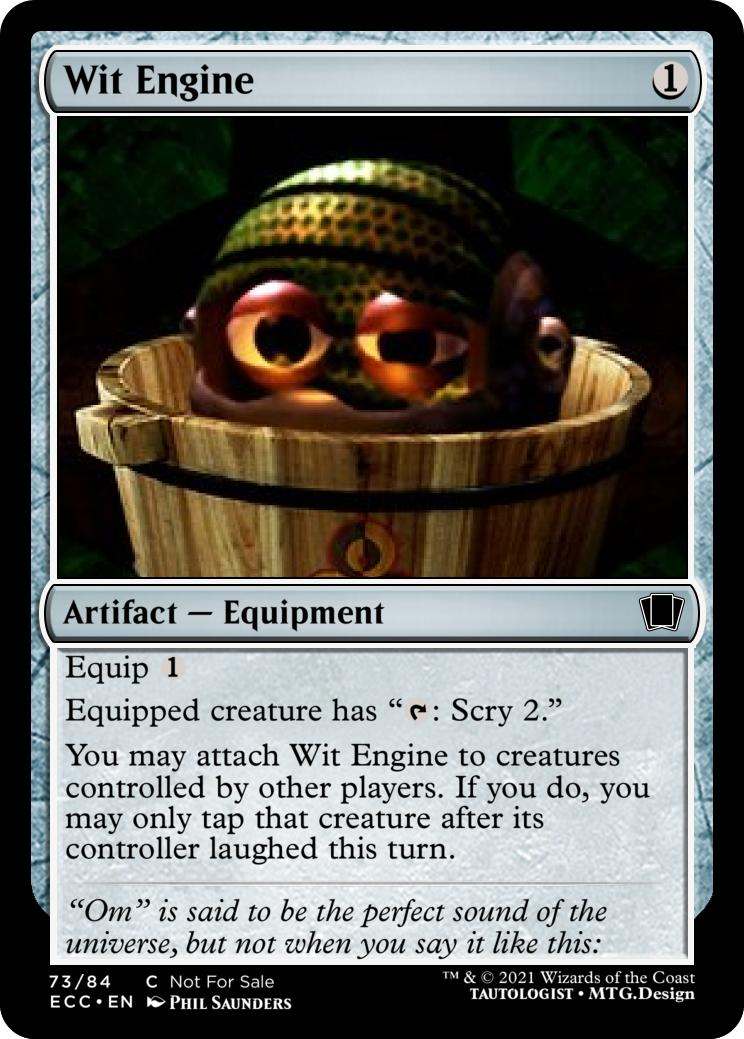 Wit Engine 1
Artifact — Equipment
Equip 1
Equipped creature has “: Scry 2.”
You may attach Wit Engine to creatures
controlled by other players. If you do, you
may only tap that creature after its
controller laughed this turn.
“Om” is said to be the perfect sound of the
universe, but not when you say it like this:
73/84 C Not For Sale
ECC • EN Phil Saunders
™ & © 2021 Wizards of the Coast
TAUTOLOGIST • MTG.Design